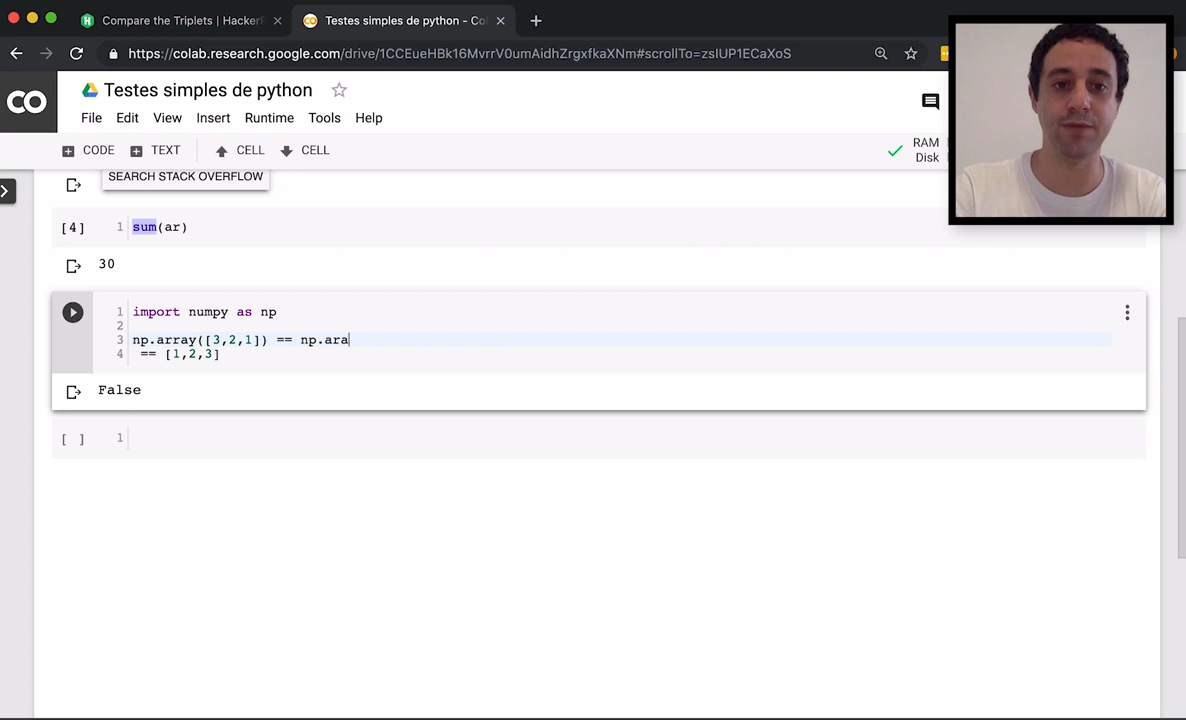 Compare the Triplets | HackerR
Testes simples de python - Co
https://colab.research.google.com/drive/1CCEueHBk16MvrrV0umAidhZrgxfkaXNm#scrollTo=zsIUP1ECaXoS
CO
Testes simples de python
File Edit View Insert Runtime Tools Help
CODE TEXT CELL CELL
RAM
Disk
SEARCH STACK OVERFLOW
[4] 1 sum(ar)
30
1 import numpy as np
2
3 np.array([3,2,1]) == np.ara
4 == [1,2,3]
False
[ ] 1